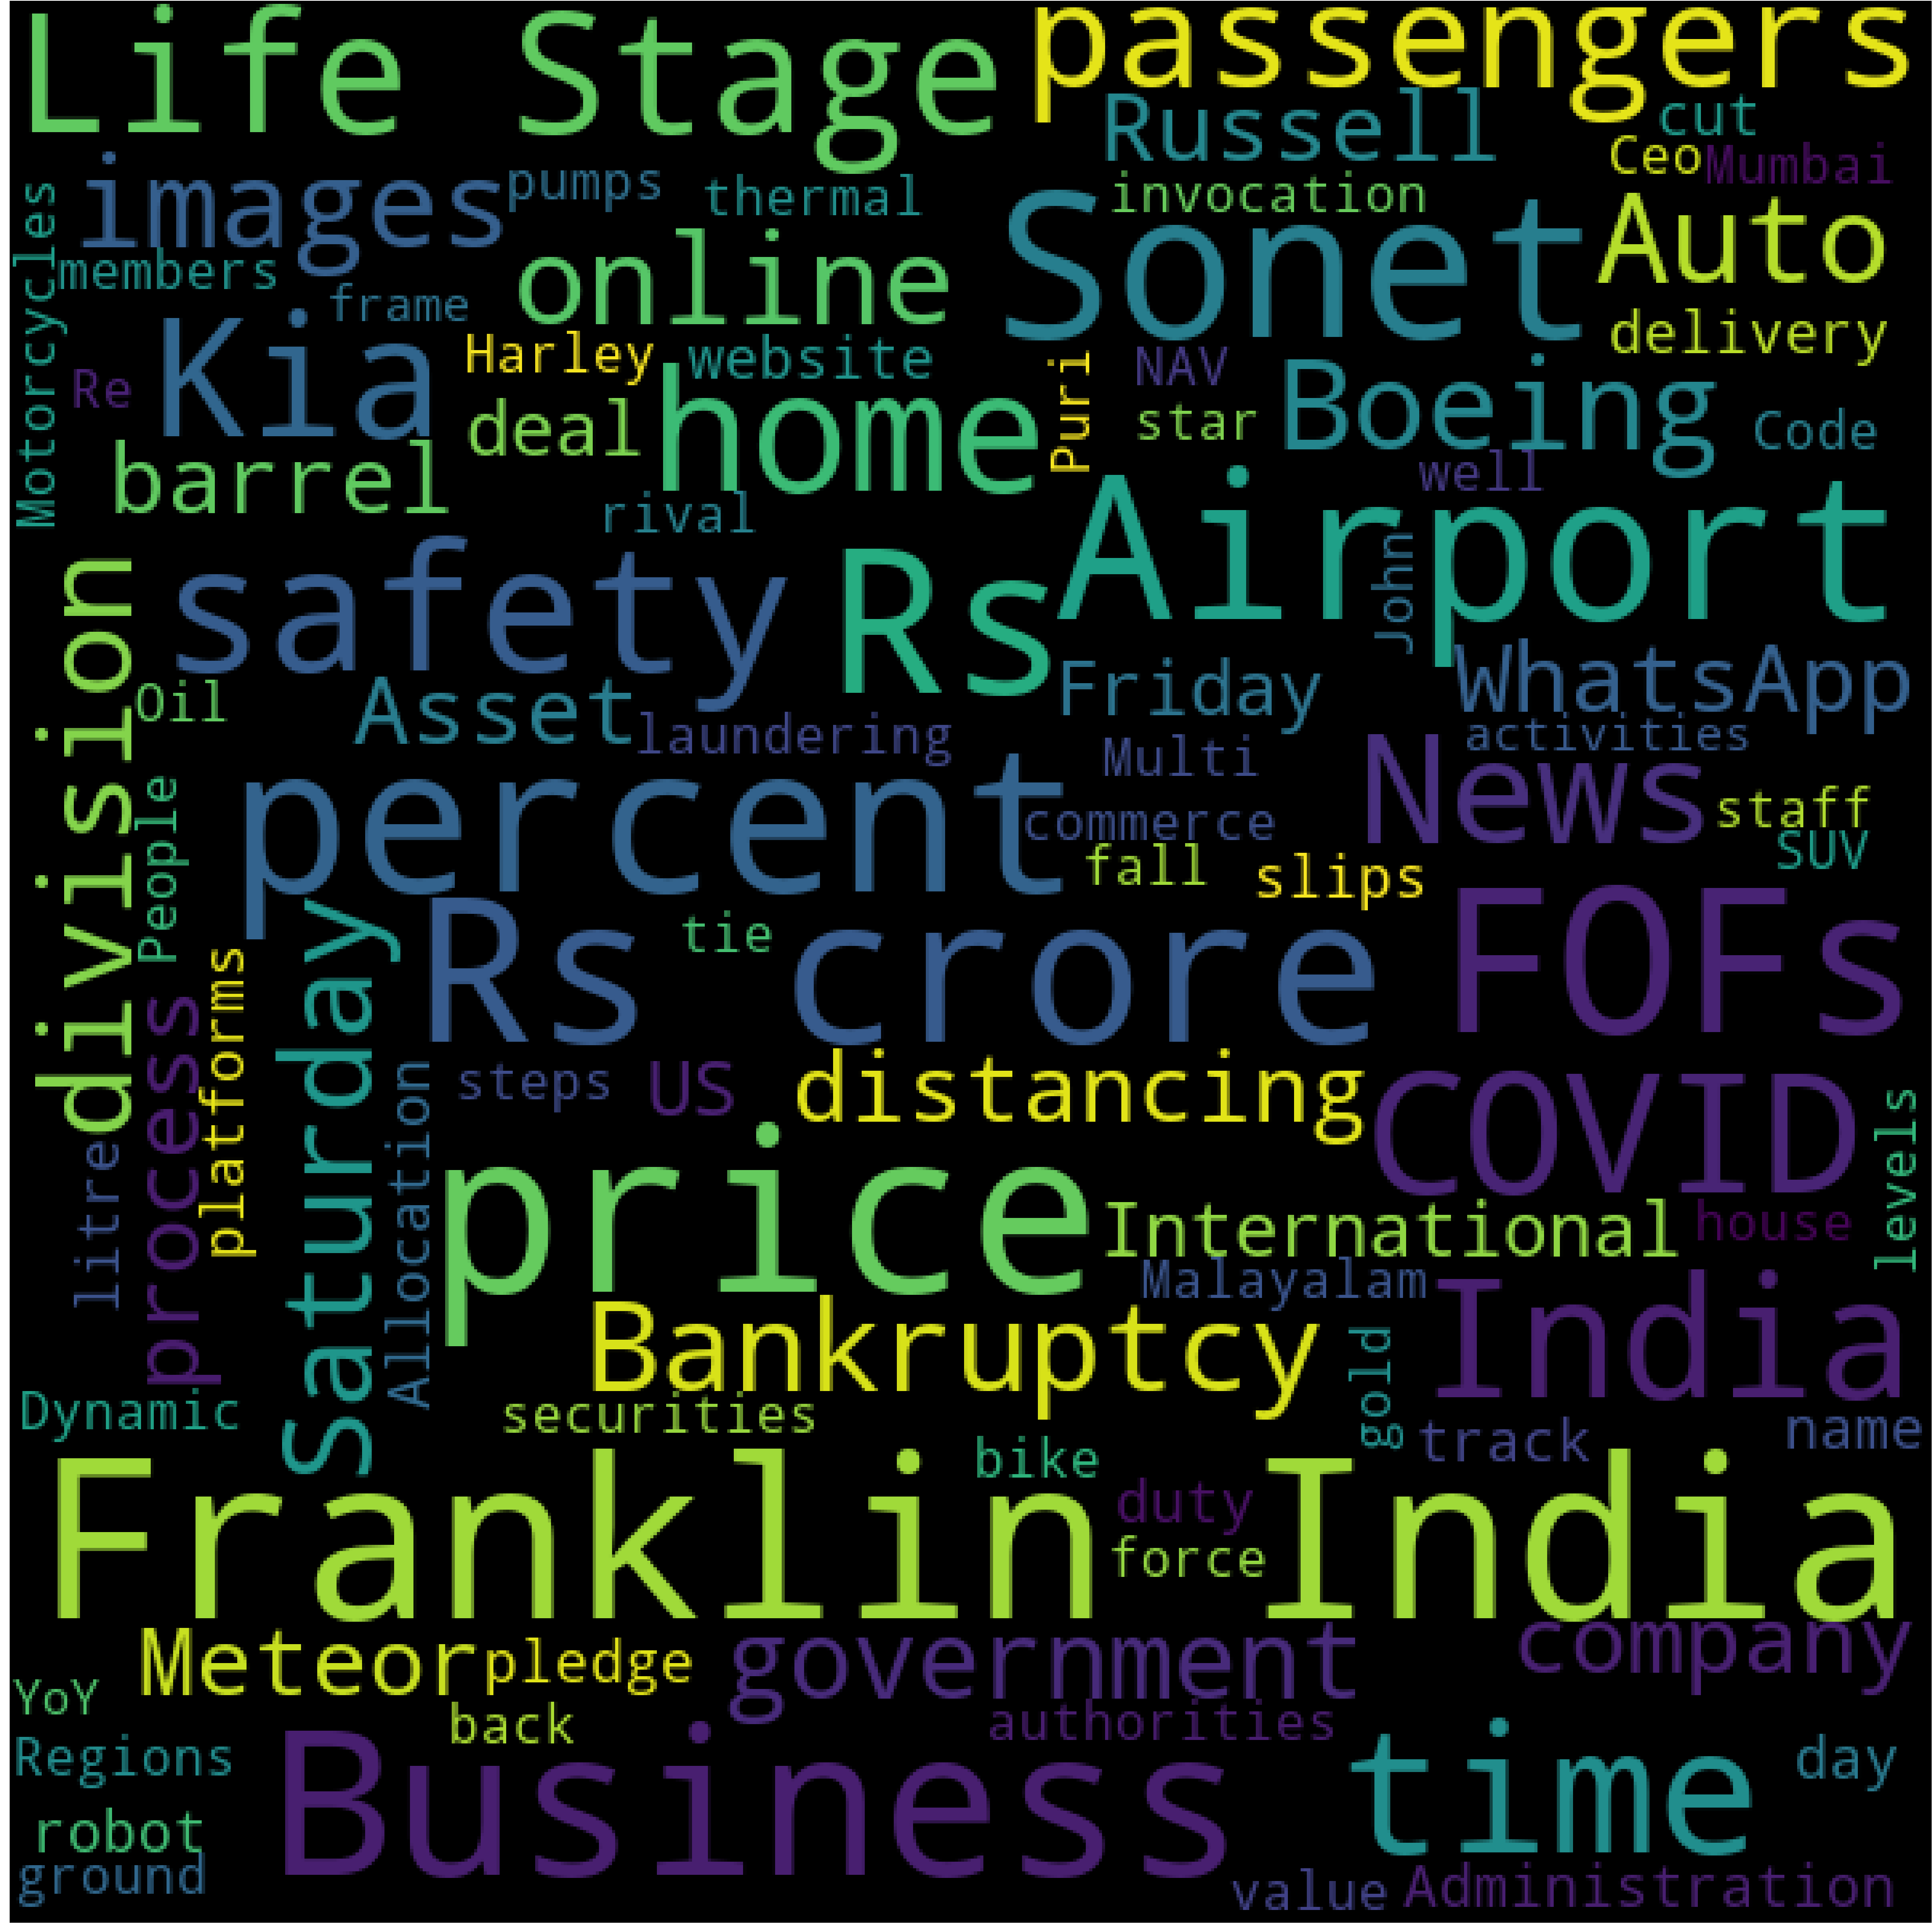 Life Stage
passengers
Russell
cut
Ceo
Mumbai
images
pumps
thermal
invocation
Sonet
Auto
Motorcycles
members
frame
online
delivery
Kia
Harley
website
Puri
NAV
Boeing
Code
Re
deal
home
star
well
barrel
rival
Airport
John
division
safety
Rs
Oil
Asset
Friday
WhatsApp
laundering
Multi
activities
News
People
percent
commerce
staff
SUV
fall
slips
Rs crore
tie
FOFs
platforms
process
Saturday
Allocation
steps
US
distancing
COVID
levels
litre
price
International
house
Malayalam
India
Bankruptcy
gold
Dynamic
securities
track
name
bike
Franklin India
duty
force
Meteor
pledge
government
company
YoY
back
authorities
Regions
Business
time
day
robot
ground
value
Administration